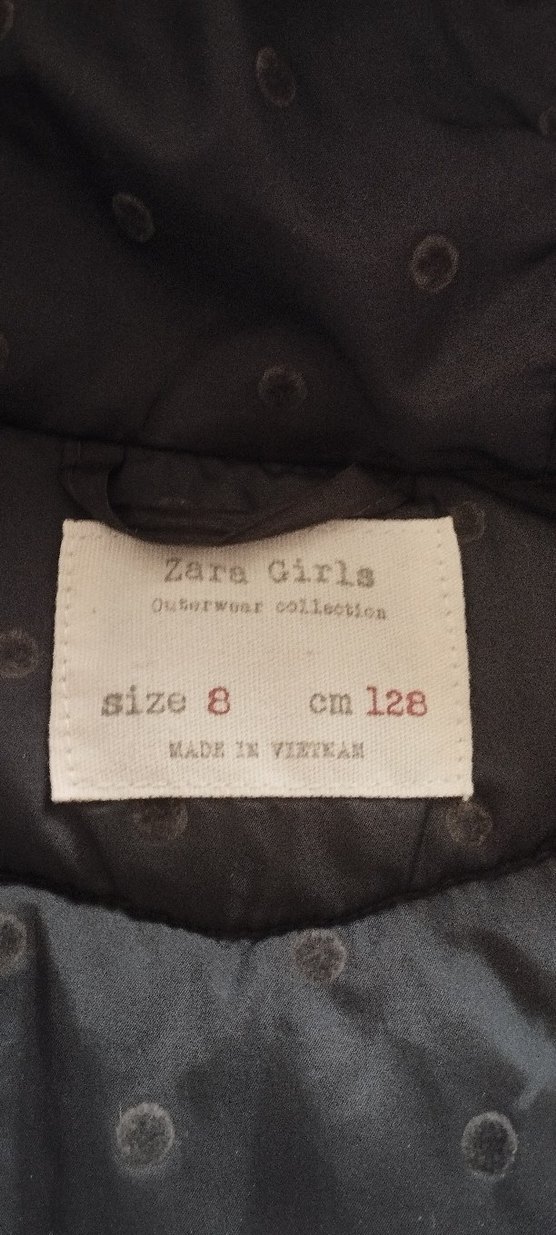 Zara Girls
Outerwear collection
size 8 cm 128
MADE IN VIETNAM